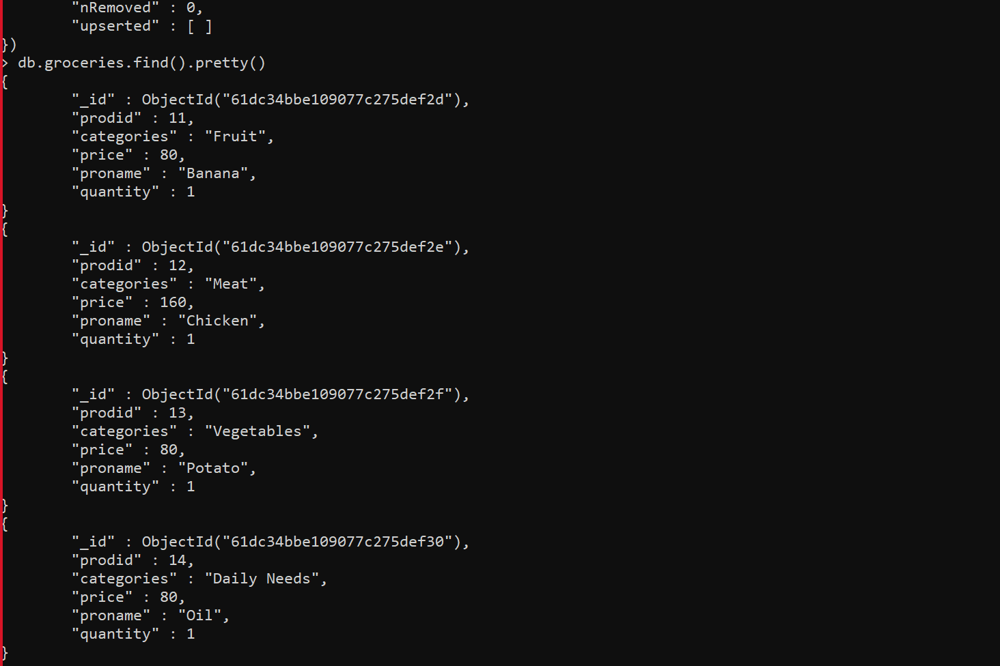 "nRemoved" : 0,
"upserted" : [ ]
})
> db.groceries.find().pretty()
{
"_id" : ObjectId("61dc34bbe109077c275def2d"),
"prodid" : 11,
"categories" : "Fruit",
"price" : 80,
"proname" : "Banana",
"quantity" : 1
}
{
"_id" : ObjectId("61dc34bbe109077c275def2e"),
"prodid" : 12,
"categories" : "Meat",
"price" : 160,
"proname" : "Chicken",
"quantity" : 1
}
{
"_id" : ObjectId("61dc34bbe109077c275def2f"),
"prodid" : 13,
"categories" : "Vegetables",
"price" : 80,
"proname" : "Potato",
"quantity" : 1
}
{
"_id" : ObjectId("61dc34bbe109077c275def30"),
"prodid" : 14,
"categories" : "Daily Needs",
"price" : 80,
"proname" : "Oil",
"quantity" : 1
}